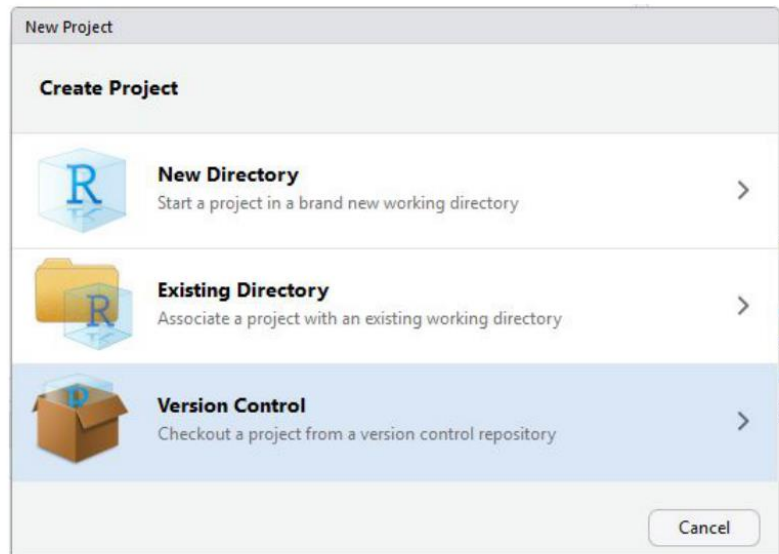 New Project
Create Project
R
New Directory
Start a project in a brand new working directory
R
Existing Directory
Associate a project with an existing working directory
Version Control
Checkout a project from a version control repository
Cancel